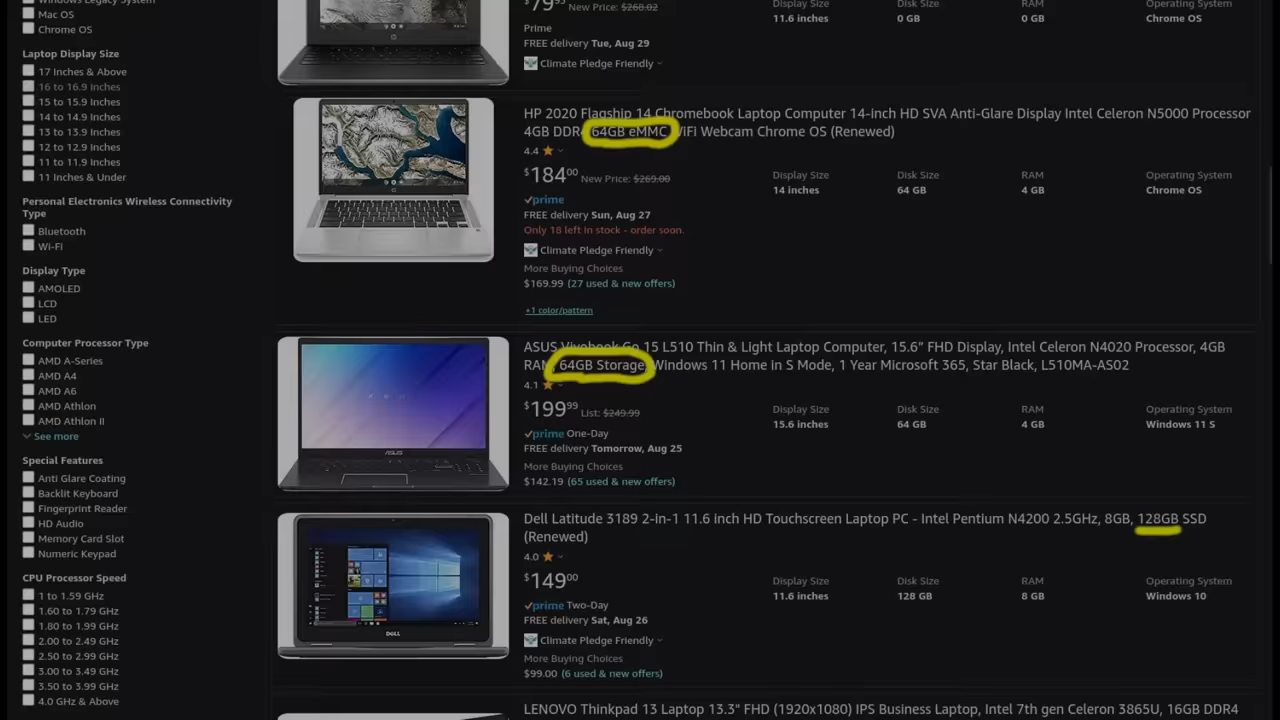 Windows Legacy System
Mac OS
Chrome OS
Laptop Display Size
17 Inches & Above
16 to 16.9 Inches
15 to 15.9 Inches
14 to 14.9 Inches
13 to 13.9 Inches
12 to 12.9 Inches
11 to 11.9 Inches
11 Inches & Under
Personal Electronics Wireless Connectivity
Type
Bluetooth
Wi-Fi
Display Type
AMOLED
LCD
LED
Computer Processor Type
AMD A-Series
AMD A4
AMD A6
AMD Athlon
AMD Athlon II
See more
Special Features
Anti Glare Coating
Backlit Keyboard
Fingerprint Reader
HD Audio
Memory Card Slot
Numeric Keypad
CPU Processor Speed
1 to 1.59 GHz
1.60 to 1.79 GHz
1.80 to 1.99 GHz
2.00 to 2.49 GHz
2.50 to 2.99 GHz
3.00 to 3.49 GHz
3.50 to 3.99 GHz
4.0 GHz & Above
$79.95 New Price: $268.02
Prime
FREE delivery Tue, Aug 29
Climate Pledge Friendly
Display Size Disk Size RAM Operating System
11.6 inches 0 GB 0 GB Chrome OS
HP 2020 Flagship 14 Chromebook Laptop Computer 14-inch HD SVA Anti-Glare Display Intel Celeron N5000 Processor
4GB DDR4 64GB eMMC WiFi Webcam Chrome OS (Renewed)
4.4
$184.00 New Price: $269.00
prime
FREE delivery Sun, Aug 27
Only 18 left in stock - order soon.
Climate Pledge Friendly
More Buying Choices
$169.99 (27 used & new offers)
+1 color/pattern
Display Size Disk Size RAM Operating System
14 inches 64 GB 4 GB Chrome OS
ASUS Vivobook Go 15 L510 Thin & Light Laptop Computer, 15.6” FHD Display, Intel Celeron N4020 Processor, 4GB
RAM, 64GB Storage, Windows 11 Home in S Mode, 1 Year Microsoft 365, Star Black, L510MA-AS02
4.1
$199.99 List: $249.99
prime One-Day
FREE delivery Tomorrow, Aug 25
More Buying Choices
$142.19 (65 used & new offers)
Display Size Disk Size RAM Operating System
15.6 inches 64 GB 4 GB Windows 11 S
ASUS
Dell Latitude 3189 2-in-1 11.6 inch HD Touchscreen Laptop PC - Intel Pentium N4200 2.5GHz, 8GB, 128GB SSD
(Renewed)
4.0
$149.00
prime Two-Day
FREE delivery Sat, Aug 26
Climate Pledge Friendly
More Buying Choices
$99.00 (6 used & new offers)
Display Size Disk Size RAM Operating System
11.6 inches 128 GB 8 GB Windows 10
DELL
LENOVO Thinkpad 13 Laptop 13.3" FHD (1920x1080) IPS Business Laptop, Intel 7th gen Celeron 3865U, 16GB DDR4